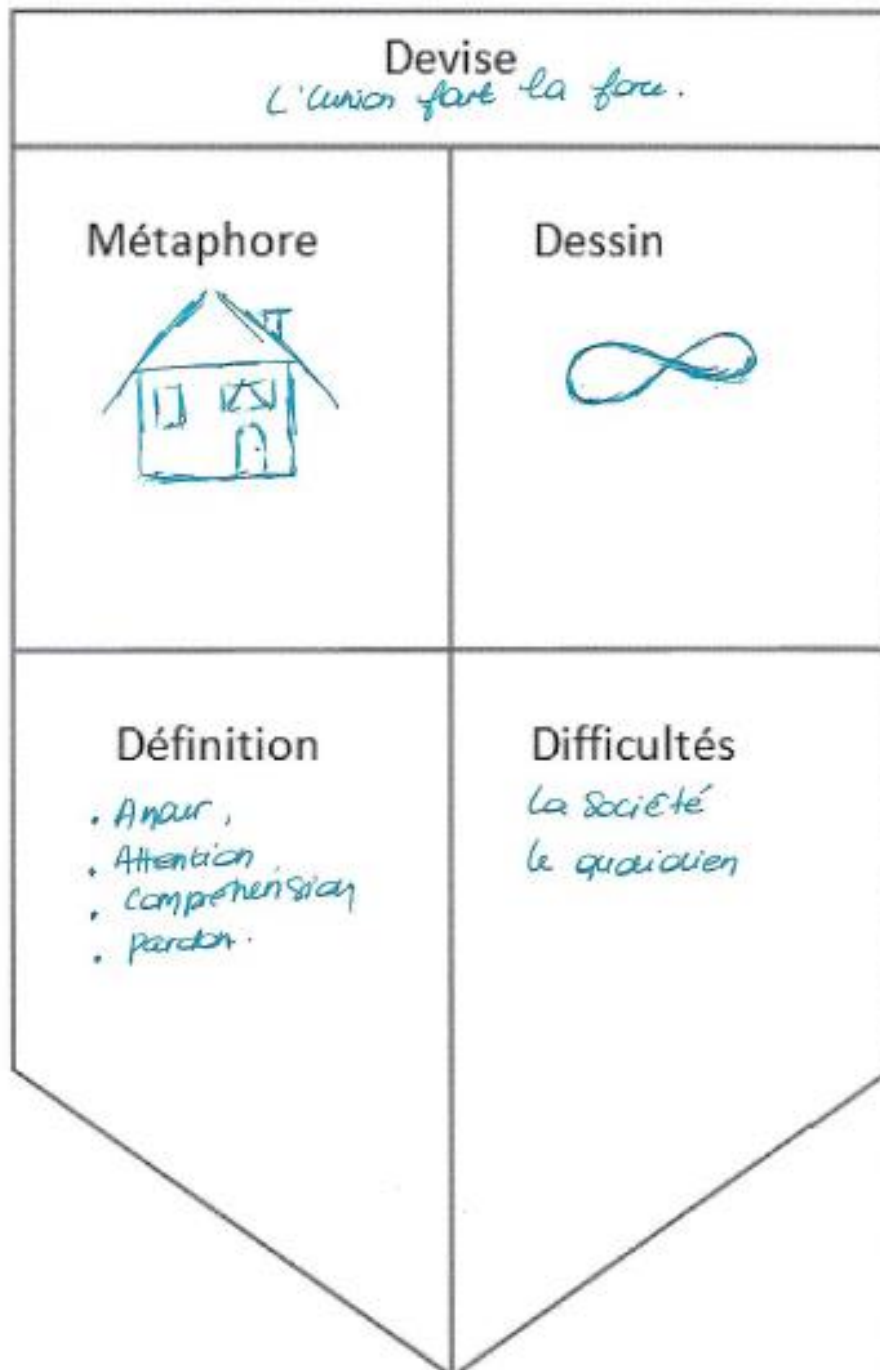 Devise
L'union fait la force.
Métaphore
Dessin
Définition
• Amour,
• Attention
• Compréhension
• pardon.
Difficultés
la société
le quotidien